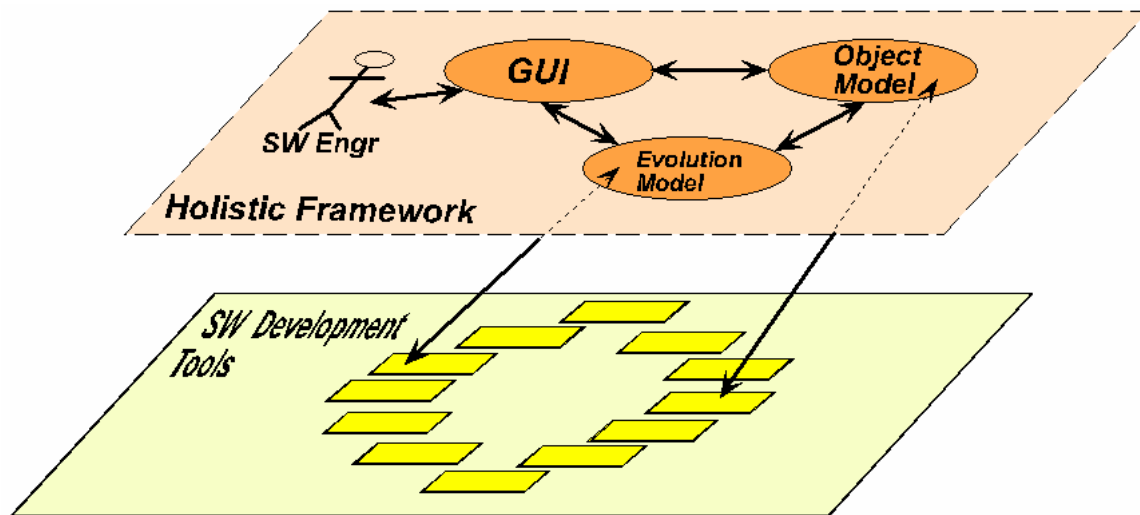 GUI
Object
Model
SW Engr
Evolution
Model
Holistic Framework
SW Development
Tools